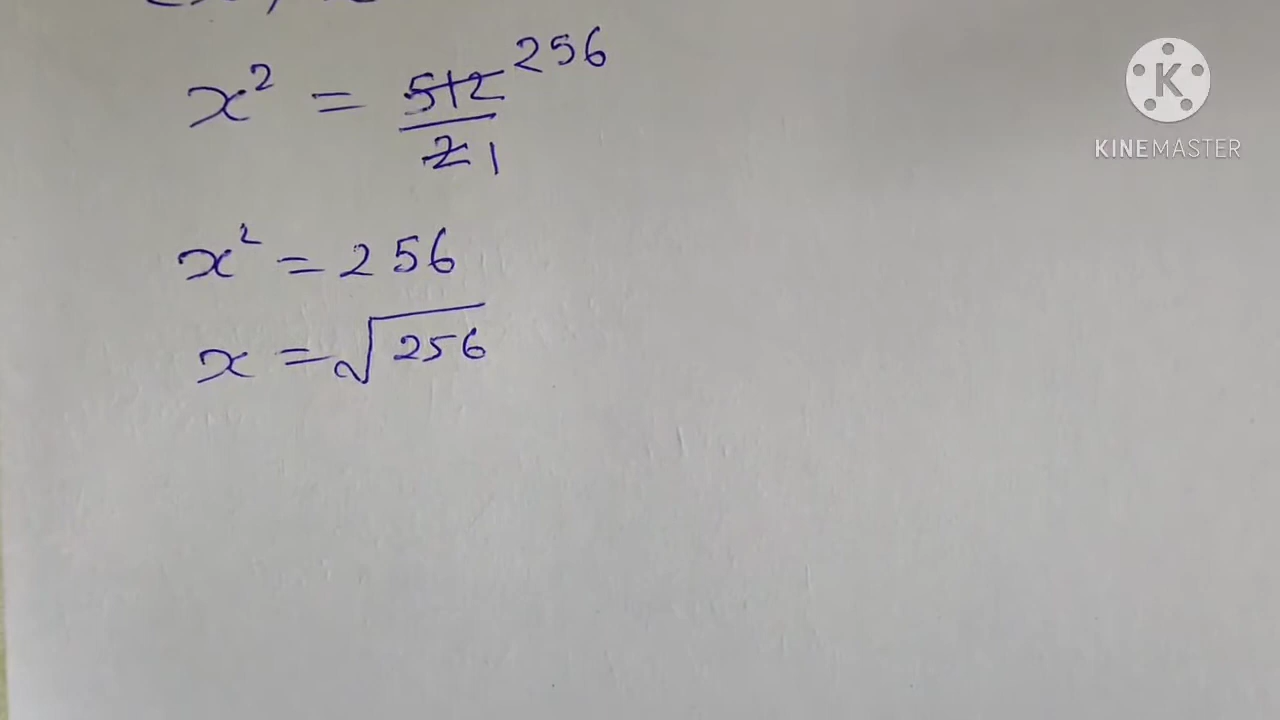 x² = 512/2 256 1
x² = 256
x = √256
K
KINEMASTER